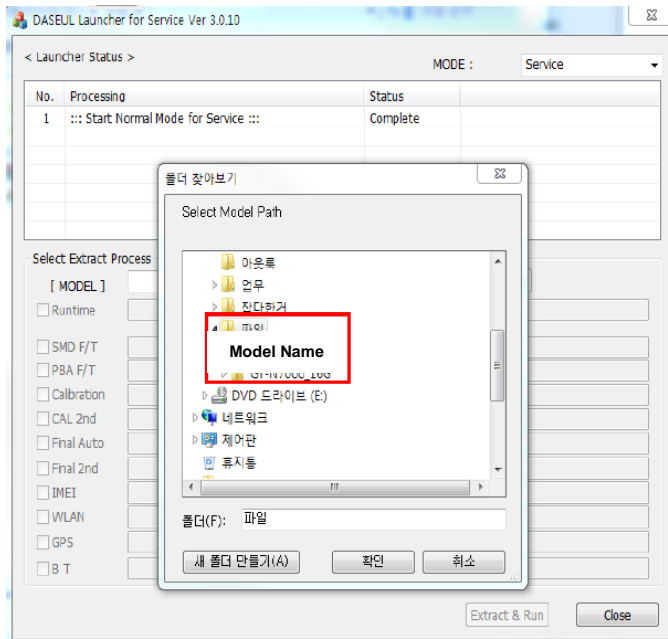 DASEUL Launcher for Service Ver 3.0.10
< Launcher Status >
MODE :
Service
No. Processing Status
1 ::: Start Normal Mode for Service ::: Complete
폴더 찾아보기
Select Model Path
아웃룩
업무
잡다한거
파일
Model Name
GT-N7000_16G
DVD 드라이브 (E:)
네트워크
제어판
휴지통
폴더(F): 파일
새 폴더 만들기(A) 확인 취소
Select Extract Process
[ MODEL ]
Runtime
SMD F/T
PBA F/T
Calbration
CAL 2nd
Final Auto
Final 2nd
IMEI
WLAN
GPS
B T
Extract & Run Close